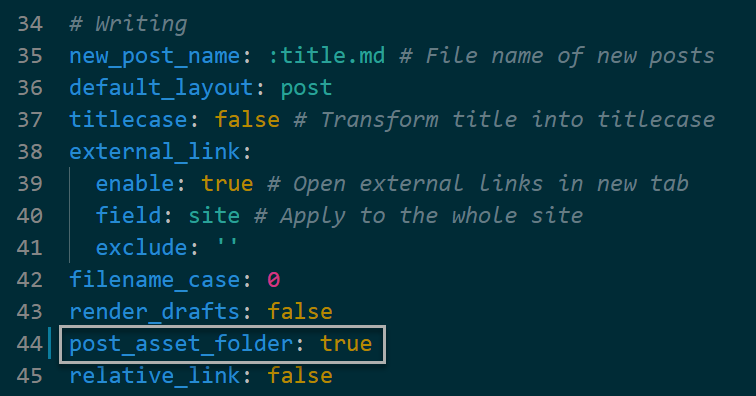 34 # Writing
35 new_post_name: :title.md # File name of new posts
36 default_layout: post
37 titlecase: false # Transform title into titlecase
38 external_link:
39   enable: true # Open external links in new tab
40   field: site # Apply to the whole site
41   exclude: ''
42 filename_case: 0
43 render_drafts: false
44 post_asset_folder: true
45 relative_link: false